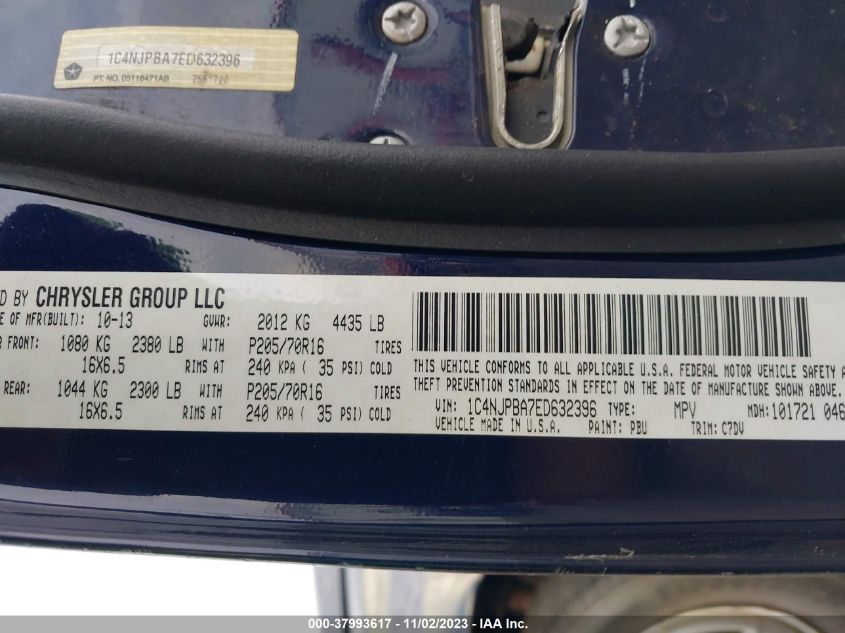 1C4NJPBA7ED632396
PT. NO. 05116471AB
D BY CHRYSLER GROUP LLC
E OF MFR(BUILT): 10-13 GVWR: 2012 KG 4435 LB
FRONT: 1080 KG 2380 LB WITH P205/70R16 TIRES
16X6.5 RIMS AT 240 KPA ( 35 PSI) COLD
REAR: 1044 KG 2300 LB WITH P205/70R16 TIRES
16X6.5 RIMS AT 240 KPA ( 35 PSI) COLD
THIS VEHICLE CONFORMS TO ALL APPLICABLE U.S.A. FEDERAL MOTOR VEHICLE SAFETY A
THEFT PREVENTION STANDARDS IN EFFECT ON THE DATE OF MANUFACTURE SHOWN ABOVE.
VIN: 1C4NJPBA7ED632396 TYPE: MPV MDH: 101721 046
VEHICLE MADE IN U.S.A. PAINT: PBU TRIM: C7DV
000-37993617 - 11/02/2023 - IAA Inc.